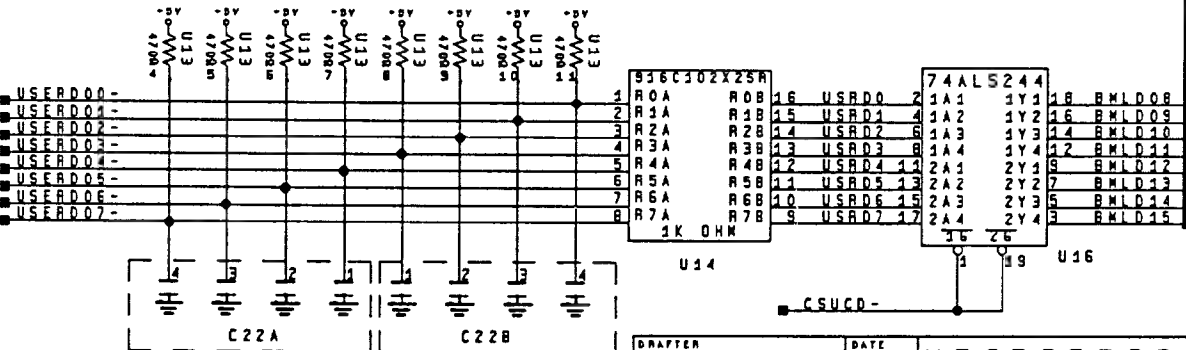 +5V +5V +5V +5V +5V +5V +5V +5V
U13 U13 U13 U13 U13 U13 U13 U13
470Ω 470Ω 470Ω 470Ω 470Ω 470Ω 470Ω 470Ω
4 5 6 7 8 9 10 11
916C102X2SR 74ALS244
USERD00- 1 R0A R0B 16 USRD0 2 1A1 1Y1 18 BMLD08
USERD01- 2 R1A R1B 15 USRD1 4 1A2 1Y2 16 BMLD09
USERD02- 3 R2A R2B 14 USRD2 6 1A3 1Y3 14 BMLD10
USERD03- 4 R3A R3B 13 USRD3 8 1A4 1Y4 12 BMLD11
USERD04- 5 R4A R4B 12 USRD4 11 2A1 2Y1 9 BMLD12
USERD05- 6 R5A R5B 11 USRD5 13 2A2 2Y2 7 BMLD13
USERD06- 7 R6A R6B 10 USRD6 15 2A3 2Y3 5 BMLD14
USERD07- 8 R7A R7B 9 USRD7 17 2A4 2Y4 3 BMLD15
1K OHM 1G 2G
U14 1 19 U16
4 3 2 1 1 2 3 4
CSUCD-
C22A C22B
DRAFTER DATE